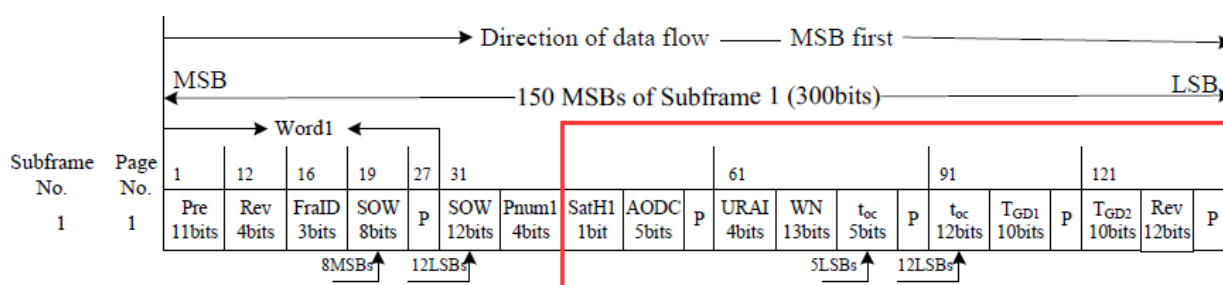 Direction of data flow MSB first
MSB LSB
150 MSBs of Subframe 1 (300bits)
Word1
Subframe No. Page No. 1 12 16 19 27 31 61 91 121
1 1 Pre 11bits Rev 4bits FraID 3bits SOW 8bits P SOW 12bits Pnum1 4bits SatH1 1bit AODC 5bits P URAI 4bits WN 13bits toc 5bits P toc 12bits TGD1 10bits P TGD2 10bits Rev 12bits P
8MSBs 12LSBs 5LSBs 12LSBs